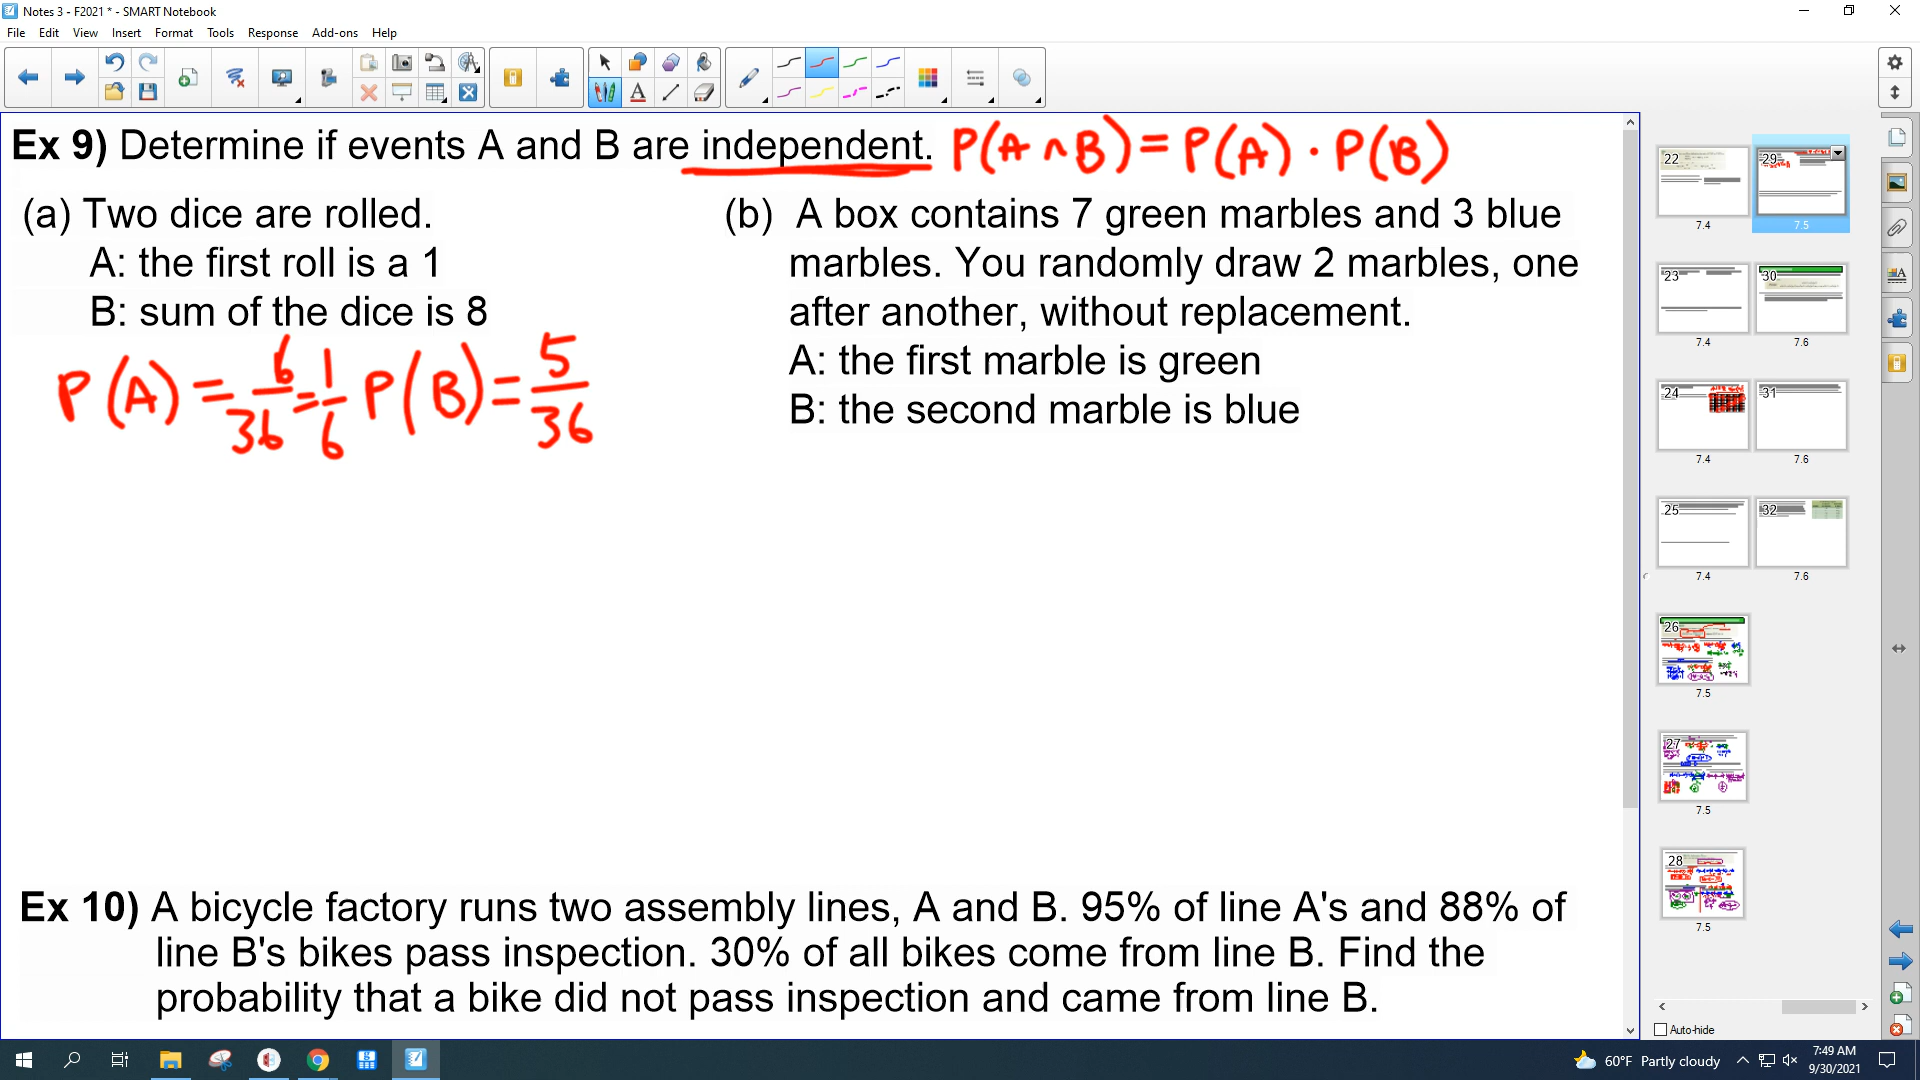 Notes 3 - F2021 * - SMART Notebook
File Edit View Insert Format Tools Response Add-ons Help
Ex 9) Determine if events A and B are independent. P(A ∩ B) = P(A) · P(B)
(a) Two dice are rolled.
A: the first roll is a 1
B: sum of the dice is 8
P(A) = 6/36 = 1/6 P(B) = 5/36
(b) A box contains 7 green marbles and 3 blue
marbles. You randomly draw 2 marbles, one
after another, without replacement.
A: the first marble is green
B: the second marble is blue
Ex 10) A bicycle factory runs two assembly lines, A and B. 95% of line A's and 88% of
line B's bikes pass inspection. 30% of all bikes come from line B. Find the
probability that a bike did not pass inspection and came from line B.
22 29
7.4 7.5
23 30
7.4 7.6
24 31
7.4 7.6
25 32
7.4 7.6
26
7.5
27
7.5
28
7.5
Auto-hide
60°F Partly cloudy
7:49 AM
9/30/2021